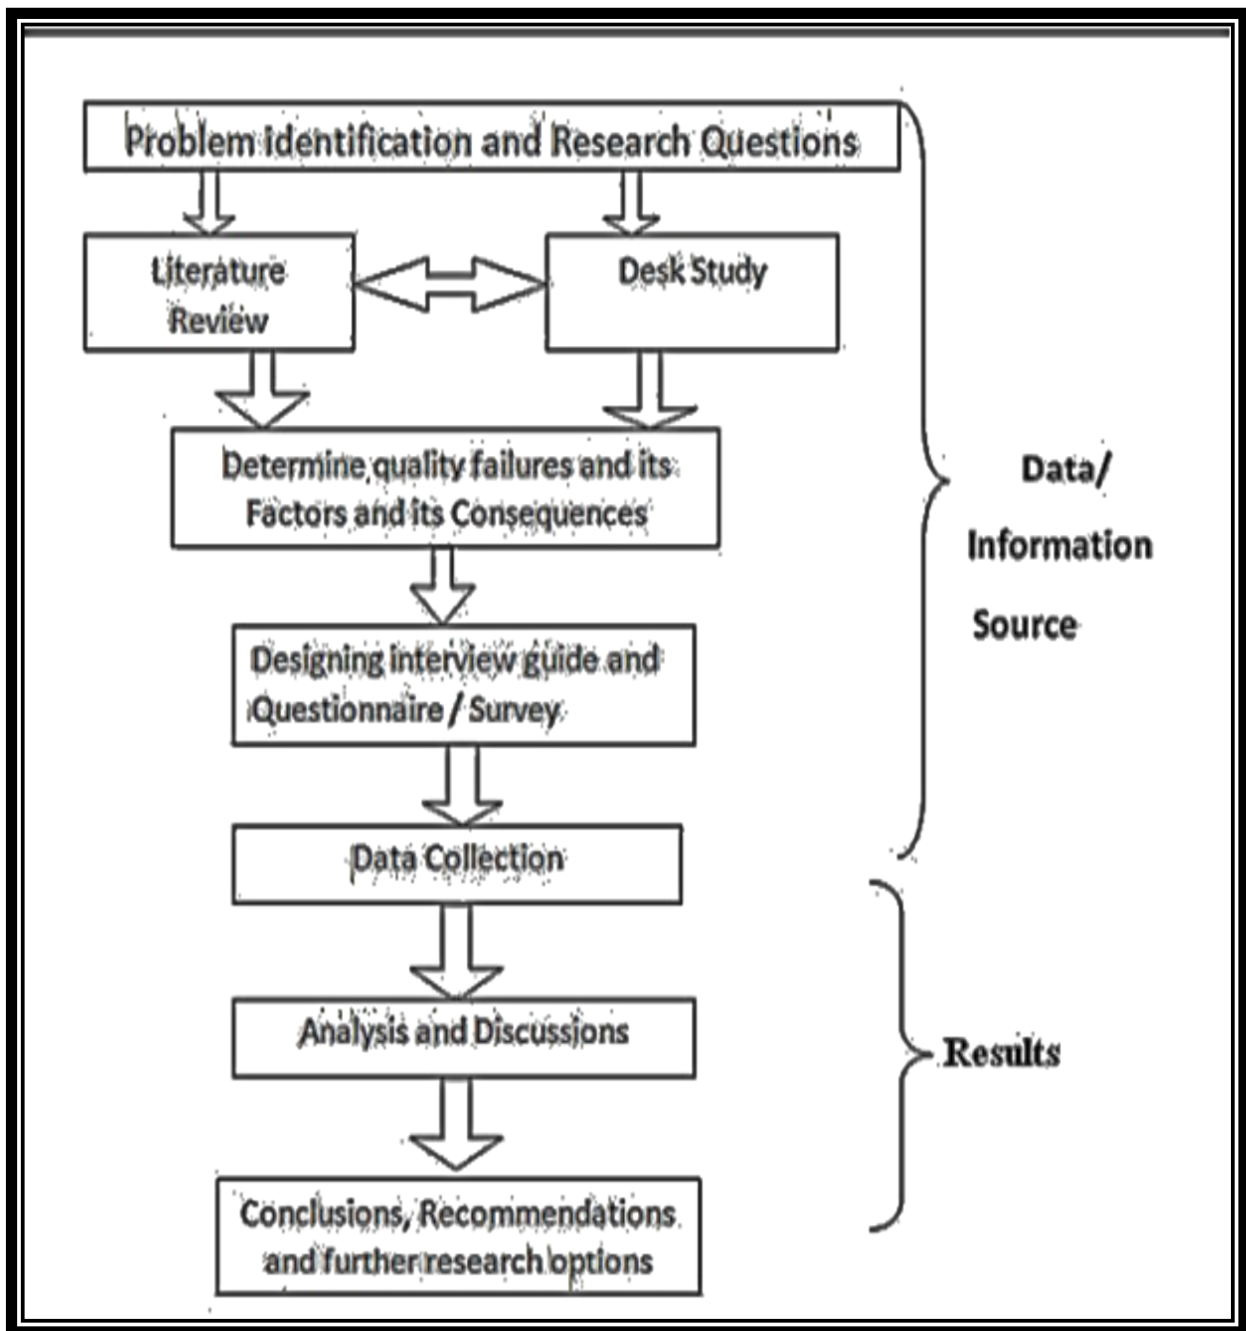 Problem identification and Research Questions
Literature
Review
Desk Study
Determine quality failures and its
Factors and its Consequences
Data/
Information
Source
Designing interview guide and
Questionnaire / Survey
Data Collection
Analysis and Discussions
Results
Conclusions, Recommendations
and further research options